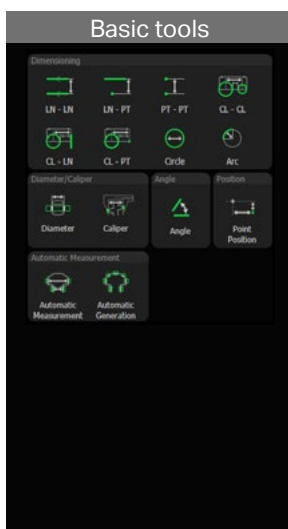 Basic tools
Dimensioning
LN - LN LN - PT PT - PT CL - CL
CL - LN CL - PT Circle Arc
Diameter/Caliper Angle Position
Diameter Caliper Angle Point
Position
Automatic Measurement
Automatic Automatic
Measurement Generation